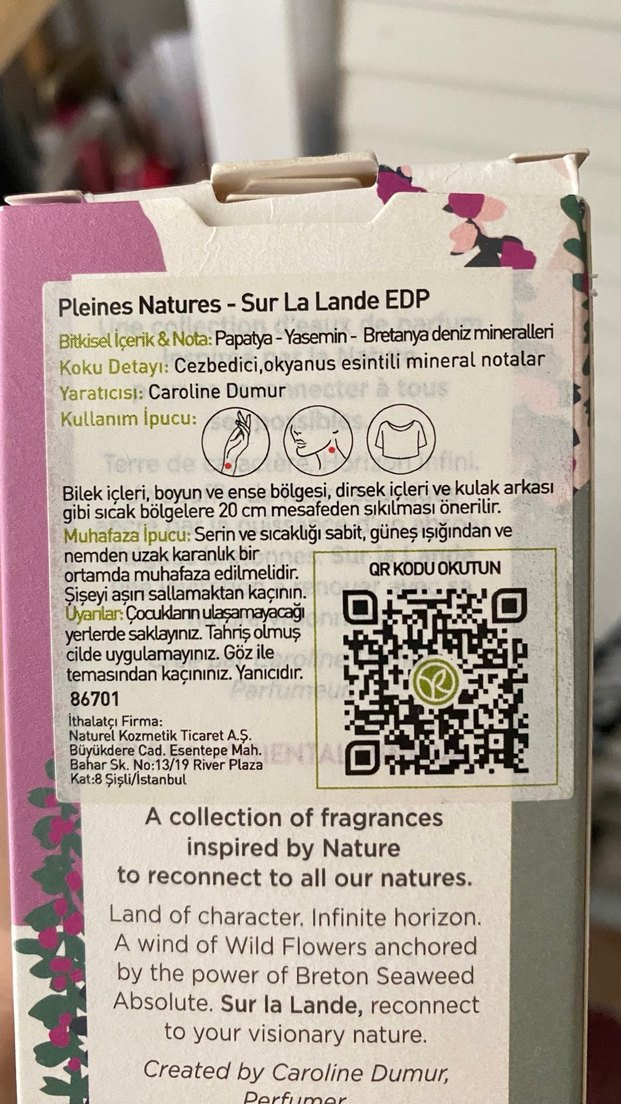 Pleines Natures - Sur La Lande EDP
Bitkisel İçerik & Nota: Papatya - Yasemin - Bretanya deniz mineralleri
Koku Detayı: Cezbedici,okyanus esintili mineral notalar
Yaratıcısı: Caroline Dumur
Kullanım İpucu:
Bilek içleri, boyun ve ense bölgesi, dirsek içleri ve kulak arkası
gibi sıcak bölgelere 20 cm mesafeden sıkılması önerilir.
Muhafaza İpucu: Serin ve sıcaklığı sabit, güneş ışığından ve
nemden uzak karanlık bir
ortamda muhafaza edilmelidir.
Şişeyi aşırı sallamaktan kaçının.
Uyarılar: Çocukların ulaşamayacağı
yerlerde saklayınız. Tahriş olmuş
cilde uygulamayınız. Göz ile
temasından kaçınınız. Yanıcıdır.
86701
İthalatçı Firma:
Naturel Kozmetik Ticaret A.Ş.
Büyükdere Cad. Esentepe Mah.
Bahar Sk. No:13/19 River Plaza
Kat:8 Şişli/İstanbul
QR KODU OKUTUN
A collection of fragrances
inspired by Nature
to reconnect to all our natures.
Land of character. Infinite horizon.
A wind of Wild Flowers anchored
by the power of Breton Seaweed
Absolute. Sur la Lande, reconnect
to your visionary nature.
Created by Caroline Dumur,
Perfumer